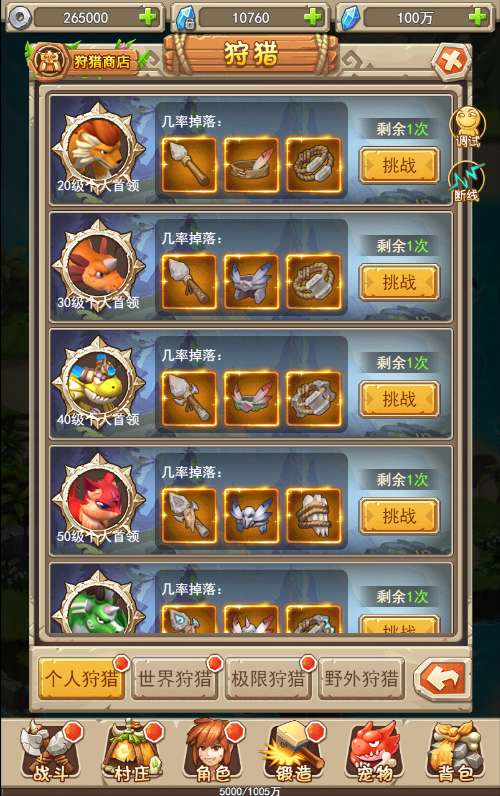 265000
10760
100万
狩猎商店
狩猎
几率掉落：
剩余1次
挑战
20级个人首领
调试
断线
几率掉落：
剩余1次
挑战
30级个人首领
几率掉落：
剩余1次
挑战
40级个人首领
几率掉落：
剩余1次
挑战
50级个人首领
几率掉落：
剩余1次
挑战
个人狩猎
世界狩猎
极限狩猎
野外狩猎
战斗
村庄
角色
锻造
宠物
背包
5000/1005万